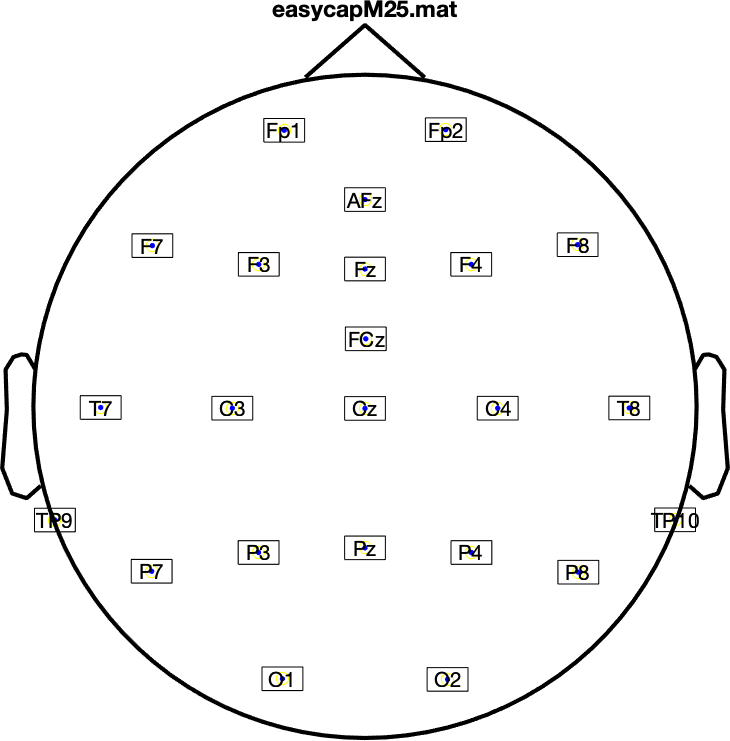 easycapM25.mat
Fp1 Fp2
AFz
F7 F3 Fz F4 F8
FCz
T7 C3 Cz C4 T8
TP9 TP10
P7 P3 Pz P4 P8
O1 O2